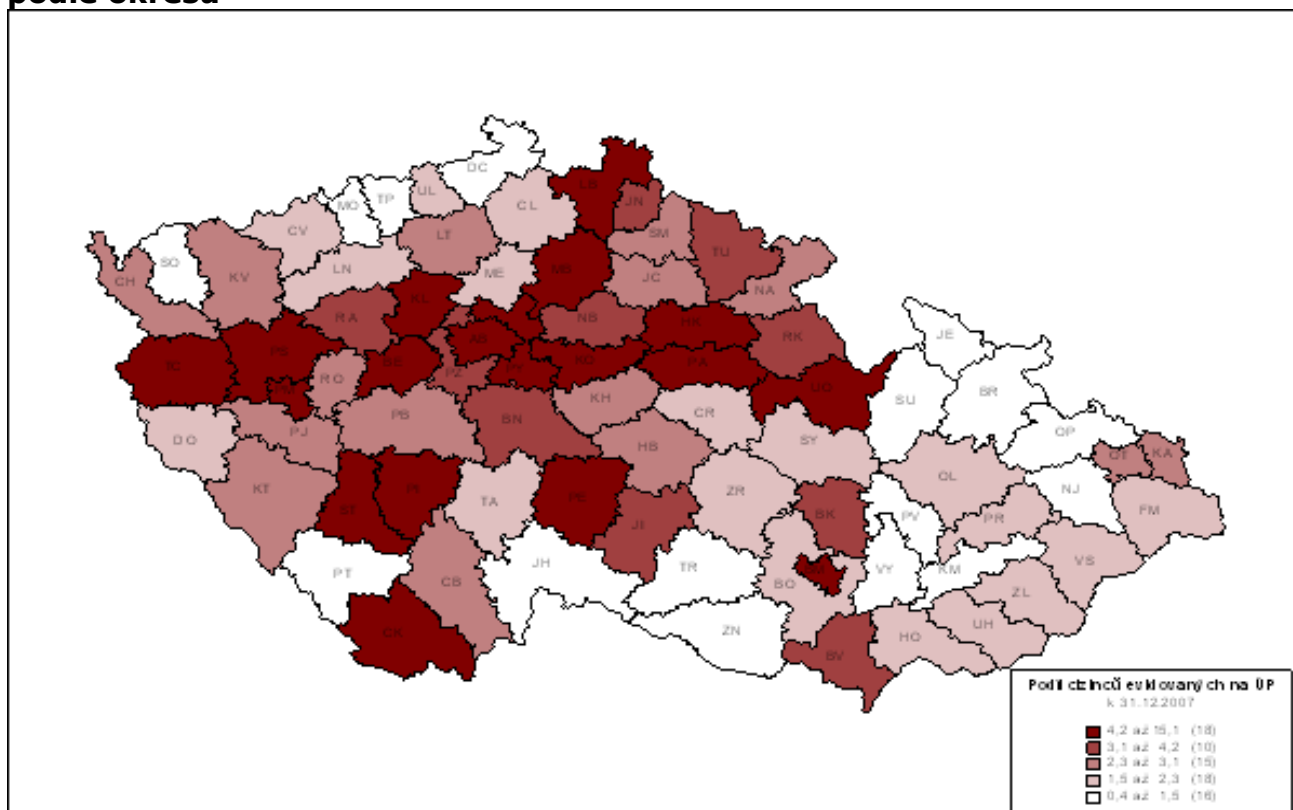 podle okresů
DC
LB
UL
MO
TP
CL
JN
CV
LT
SM
TU
SO
LN
ME
MB
JC
NA
CH
KV
KL
RA
NB
HK
RK
JE
TC
PS
BE
AB
KO
PA
UO
SU
BR
RO
PZ
PY
PB
BN
KH
CR
SY
OP
DO
PJ
HB
OT
KA
KT
ST
PI
TA
PE
ZR
OL
NJ
FM
JI
BK
PV
PR
PT
CB
JH
TR
BO
VY
KM
VS
CK
ZN
ZL
UH
HO
BV
Podíl cizinců evidovaných na ÚP
k 31.12.2007
4,2 až 15,1 (18)
3,1 až 4,2 (10)
2,3 až 3,1 (15)
1,5 až 2,3 (18)
0,4 až 1,5 (16)